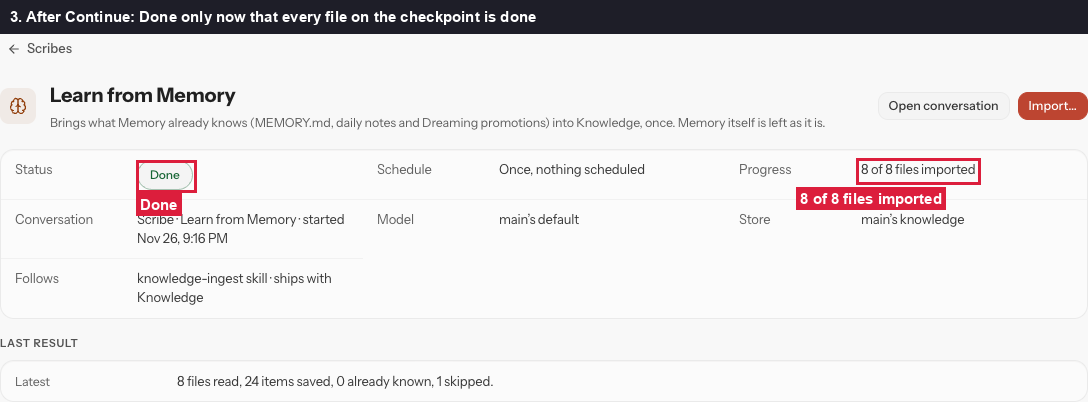 3. After Continue: Done only now that every file on the checkpoint is done
← Scribes
Learn from Memory
Brings what Memory already knows (MEMORY.md, daily notes and Dreaming promotions) into Knowledge, once. Memory itself is left as it is.
Open conversation
Import...
Status
Done
Done
Schedule
Once, nothing scheduled
Progress
8 of 8 files imported
8 of 8 files imported
Conversation
Scribe · Learn from Memory · started
Nov 26, 9:16 PM
Model
main's default
Store
main's knowledge
Follows
knowledge-ingest skill · ships with
Knowledge
LAST RESULT
Latest
8 files read, 24 items saved, 0 already known, 1 skipped.